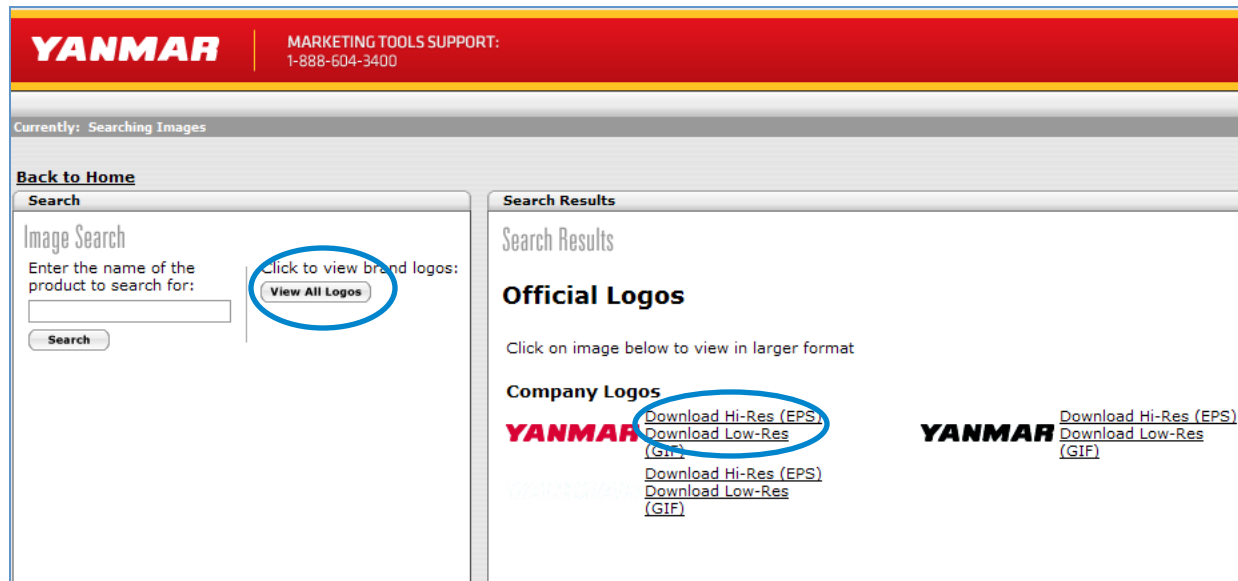 YANMAR
MARKETING TOOLS SUPPORT:
1-888-604-3400
Currently: Searching Images
Back to Home
Search
Image Search
Enter the name of the
product to search for:
Search
Click to view brand logos:
View All Logos
Search Results
Search Results
Official Logos
Click on image below to view in larger format
Company Logos
YANMAR
Download Hi-Res (EPS)
Download Low-Res
(GIF)
YANMAR
Download Hi-Res (EPS)
Download Low-Res
(GIF)
Download Hi-Res (EPS)
Download Low-Res
(GIF)